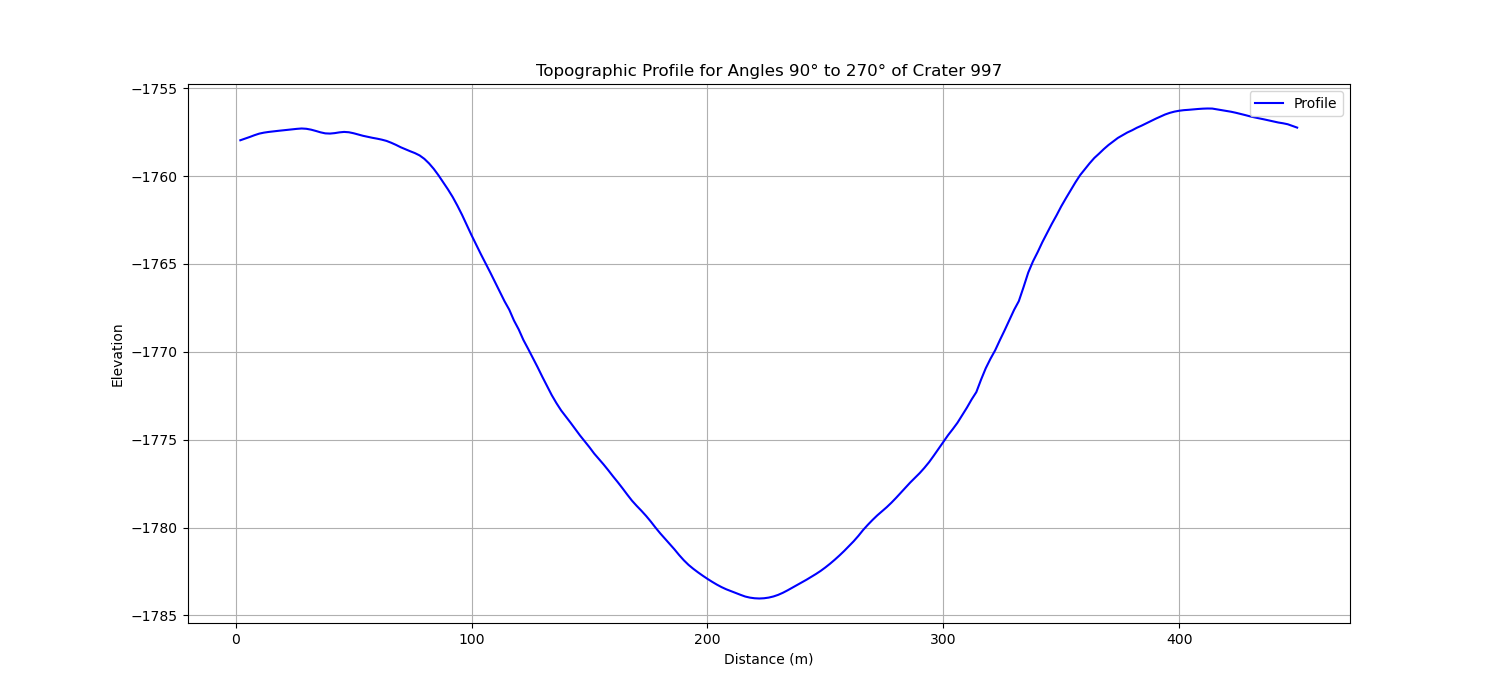 Topographic Profile for Angles 90° to 270° of Crater 997
Profile
Elevation
−1755
−1760
−1765
−1770
−1775
−1780
−1785
0 100 200 300 400
Distance (m)